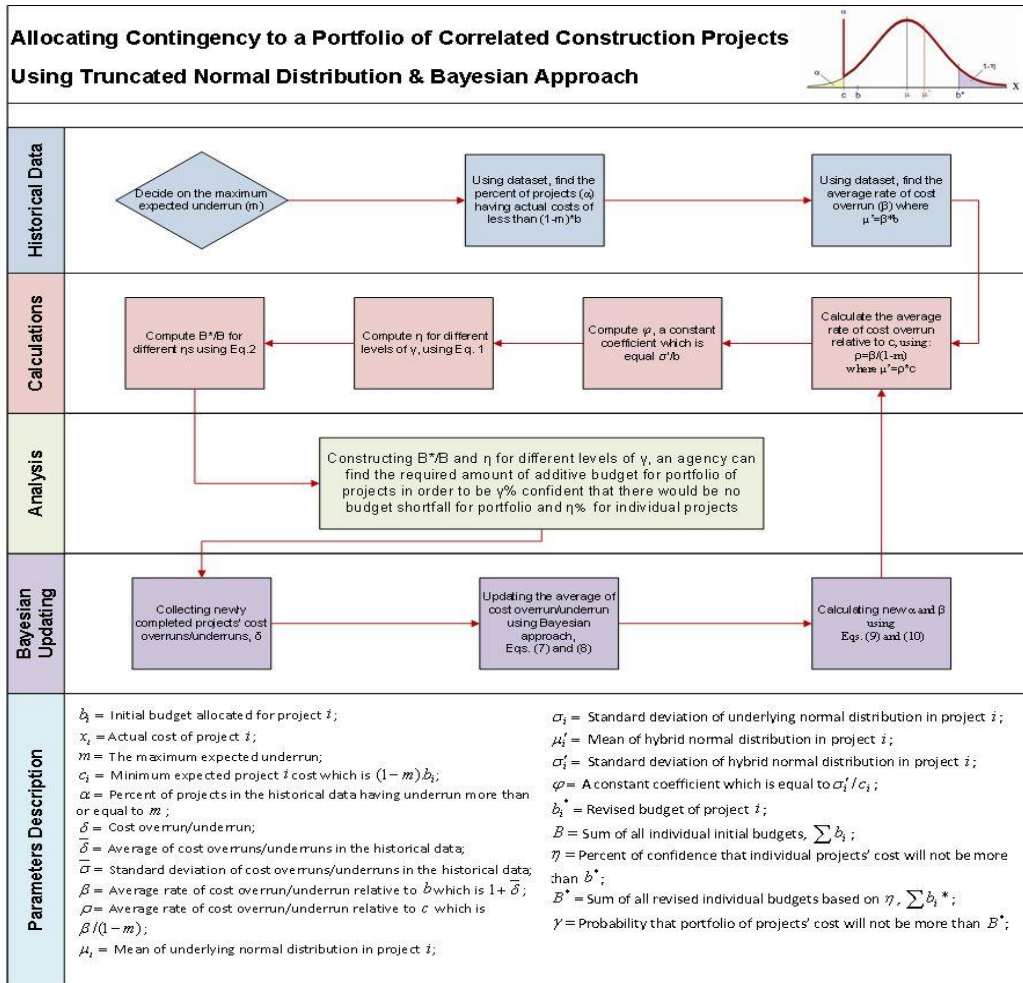 Allocating Contingency to a Portfolio of Correlated Construction Projects
Using Truncated Normal Distribution & Bayesian Approach
α
α
1-η
c
b
μ
μ'
b*
X
Historical Data
Decide on the maximum
expected underrun (m)
Using dataset, find the
percent of projects (α)
having actual costs of
less than (1-m)*b
Using dataset, find the
average rate of cost
overrun (β) where
μ'=β*b
Calculations
Compute B*/B for
different ηs using Eq.2
Compute η for different
levels of γ, using Eq. 1
Compute φ, a constant
coefficient which is
equal σ'/b
Calculate the average
rate of cost overrun
relative to c, using:
ρ=β/(1-m)
where μ'=ρ*c
Analysis
Constructing B*/B and η for different levels of γ, an agency can
find the required amount of additive budget for portfolio of
projects in order to be γ% confident that there would be no
budget shortfall for portfolio and η% for individual projects
Bayesian
Updating
Collecting newly
completed projects' cost
overruns/underruns, δ
Updating the average of
cost overrun/underrun
using Bayesian
approach,
Eqs. (7) and (8)
Calculating new α and β
using
Eqs. (9) and (10)
Parameters Description
b_i = Initial budget allocated for project i;
x_i = Actual cost of project i;
m = The maximum expected underrun;
c_i = Minimum expected project i cost which is (1−m)b_i;
α = Percent of projects in the historical data having underrun more than
or equal to m;
δ = Cost overrun/underrun;
δ̄ = Average of cost overruns/underruns in the historical data;
σ̄ = Standard deviation of cost overruns/underruns in the historical data;
β = Average rate of cost overrun/underrun relative to b which is 1+δ̄;
ρ = Average rate of cost overrun/underrun relative to c which is
β/(1−m);
μ_i = Mean of underlying normal distribution in project i;
σ_i = Standard deviation of underlying normal distribution in project i;
μ_i' = Mean of hybrid normal distribution in project i;
σ_i' = Standard deviation of hybrid normal distribution in project i;
φ = A constant coefficient which is equal to σ_i'/c_i;
b_i* = Revised budget of project i;
B = Sum of all individual initial budgets, ∑b_i;
η = Percent of confidence that individual projects' cost will not be more
than b*;
B* = Sum of all revised individual budgets based on η, ∑b_i*;
γ = Probability that portfolio of projects' cost will not be more than B*;